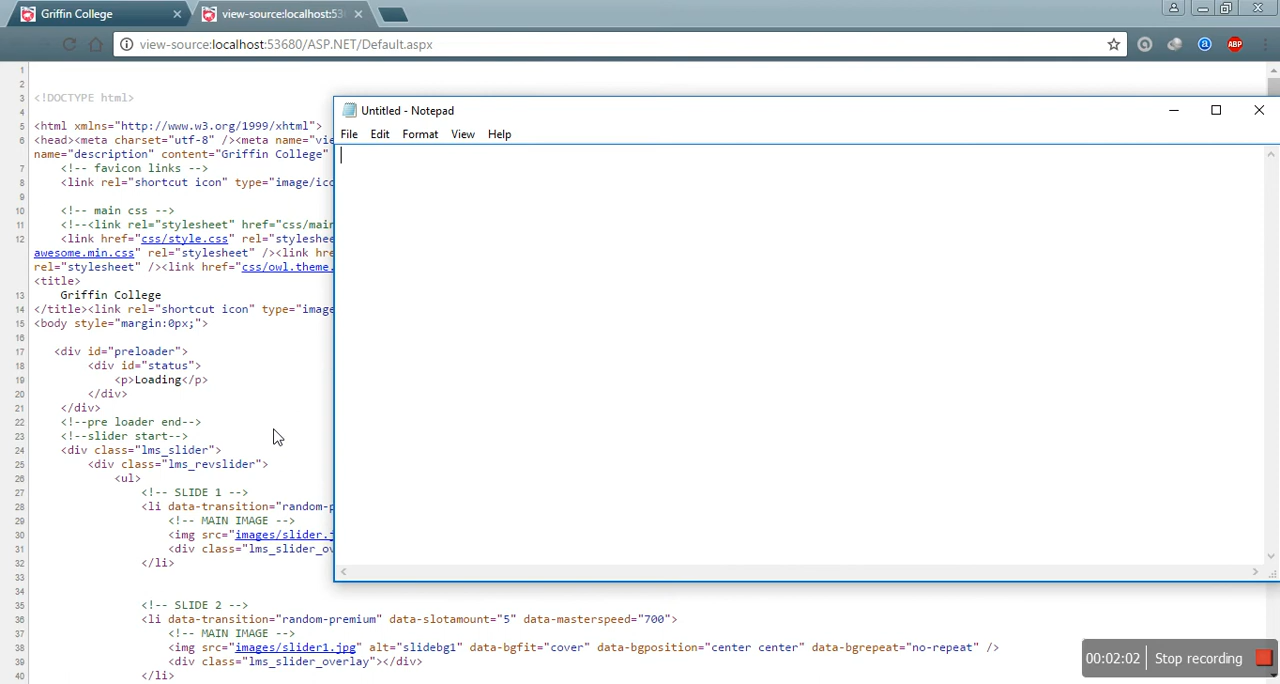 Griffin College
view-source:localhost:53
view-source:localhost:53680/ASP.NET/Default.aspx
ABP
Untitled - Notepad
File Edit Format View Help
1
2
3 <!DOCTYPE html>
4
5 <html xmlns="http://www.w3.org/1999/xhtml">
6 <head><meta charset="utf-8" /><meta name="vie
name="description" content="Griffin College"
7 <!-- favicon links -->
8 <link rel="shortcut icon" type="image/ico
9
10 <!-- main css -->
11 <!--<link rel="stylesheet" href="css/main
12 <link href="css/style.css" rel="styleshee
awesome.min.css" rel="stylesheet" /><link hre
rel="stylesheet" /><link href="css/owl.theme.
<title>
13 Griffin College
14 </title><link rel="shortcut icon" type="image
15 <body style="margin:0px;">
16
17 <div id="preloader">
18 <div id="status">
19 <p>Loading</p>
20 </div>
21 </div>
22 <!--pre loader end-->
23 <!--slider start-->
24 <div class="lms_slider">
25 <div class="lms_revslider">
26 <ul>
27 <!-- SLIDE 1 -->
28 <li data-transition="random-p
29 <!-- MAIN IMAGE -->
30 <img src="images/slider.j
31 <div class="lms_slider_ov
32 </li>
33
34
35 <!-- SLIDE 2 -->
36 <li data-transition="random-premium" data-slotamount="5" data-masterspeed="700">
37 <!-- MAIN IMAGE -->
38 <img src="images/slider1.jpg" alt="slidebg1" data-bgfit="cover" data-bgposition="center center" data-bgrepeat="no-repeat" />
39 <div class="lms_slider_overlay"></div>
40 </li>
00:02:02 Stop recording